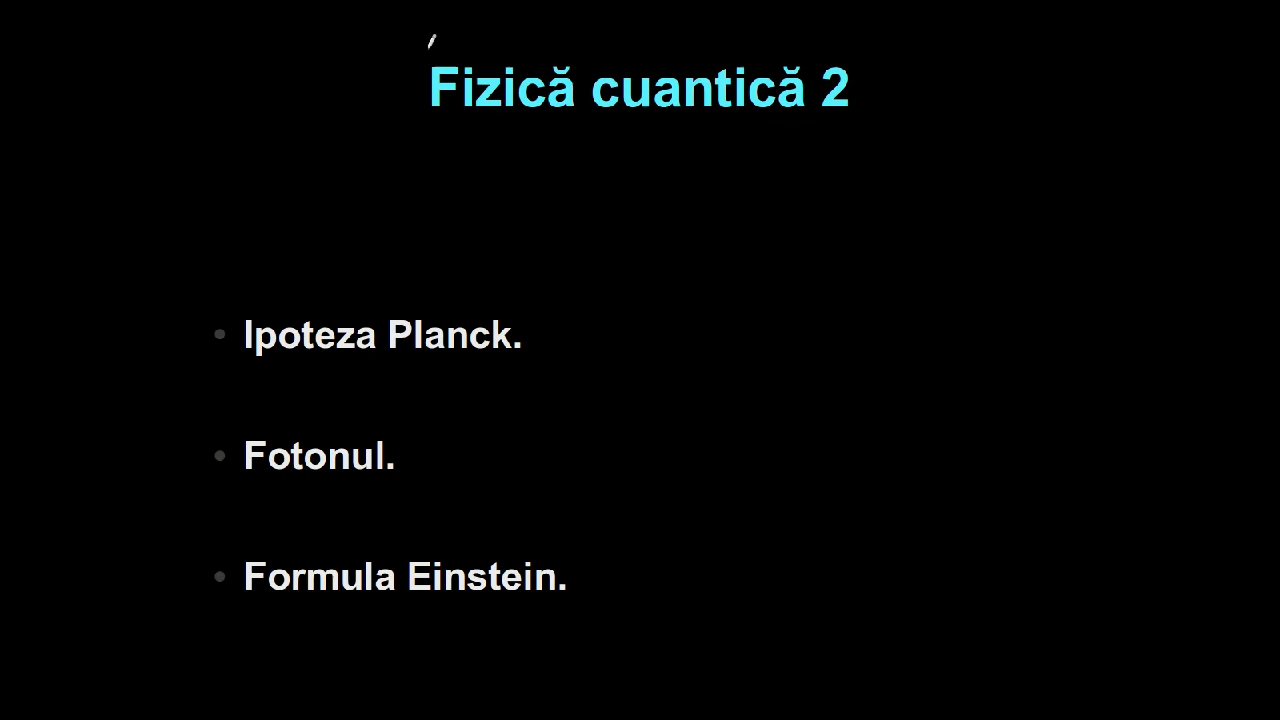 Fizică cuantică 2
• Ipoteza Planck.
• Fotonul.
• Formula Einstein.